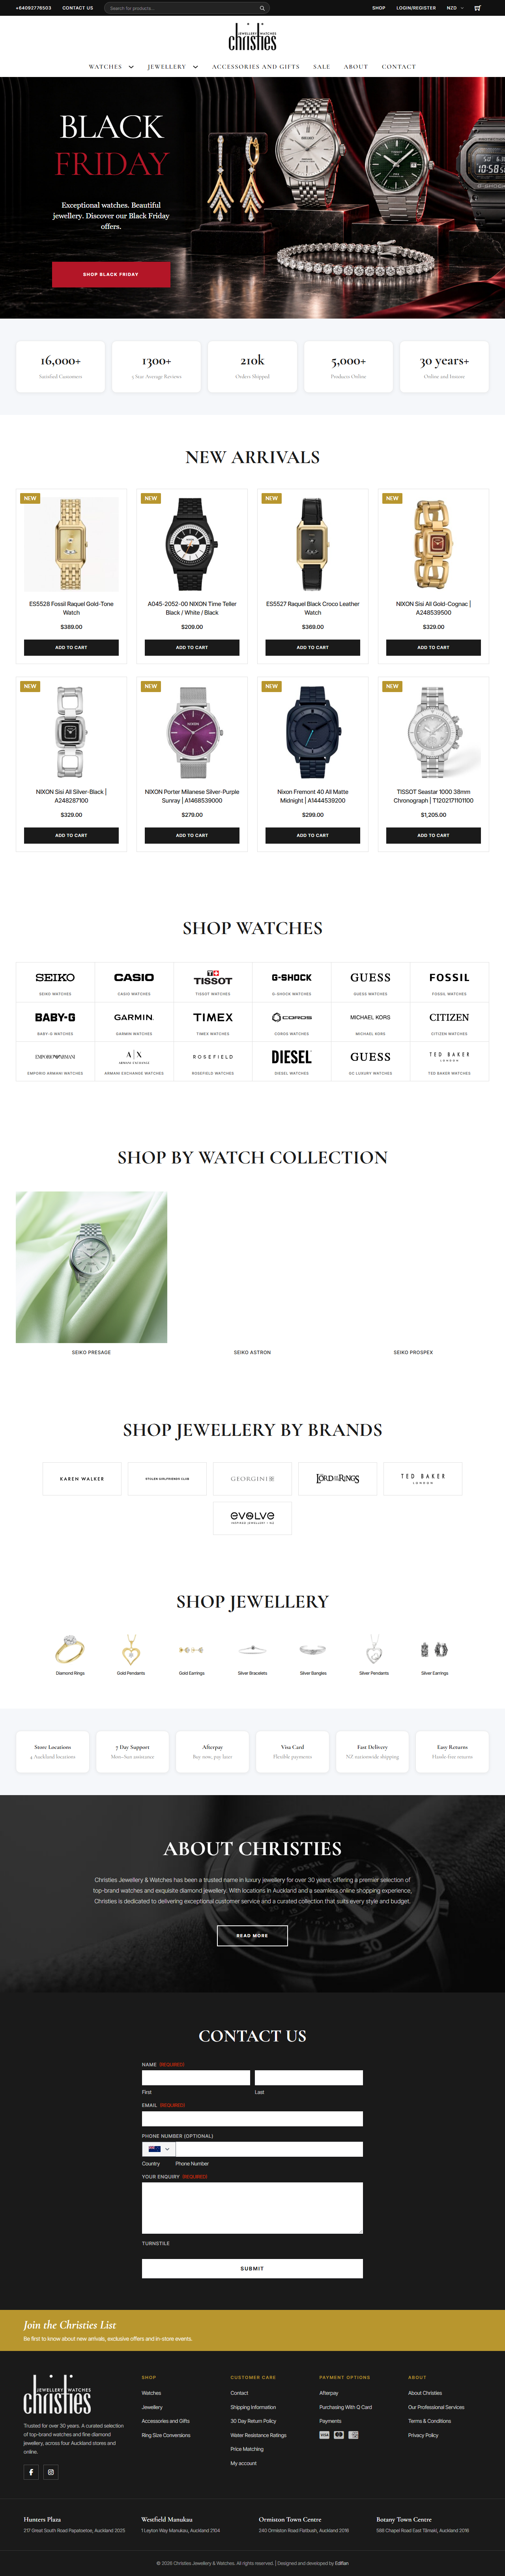 +64092776503
CONTACT US
Search for products...
SHOP
LOGIN/REGISTER
NZD
JEWELLERY WATCHES
christies
WATCHES
JEWELLERY
ACCESSORIES AND GIFTS
SALE
ABOUT
CONTACT
BLACK
FRIDAY
Exceptional watches. Beautiful
jewellery. Discover our Black Friday
offers.
SHOP BLACK FRIDAY
16,000+
Satisfied Customers
1300+
5 Star Average Reviews
210k
Orders Shipped
5,000+
Products Online
30 years+
Online and Instore
NEW ARRIVALS
NEW
ES5528 Fossil Raquel Gold-Tone
Watch
$389.00
ADD TO CART
NEW
A045-2052-00 NIXON Time Teller
Black / White / Black
$209.00
ADD TO CART
NEW
ES5527 Raquel Black Croco Leather
Watch
$369.00
ADD TO CART
NEW
NIXON Sisi All Gold-Cognac |
A248539500
$329.00
ADD TO CART
NEW
NIXON Sisi All Silver-Black |
A248287100
$329.00
ADD TO CART
NEW
NIXON Porter Milanese Silver-Purple
Sunray | A1468539000
$279.00
ADD TO CART
NEW
Nixon Fremont 40 All Matte
Midnight | A1444539200
$299.00
ADD TO CART
NEW
TISSOT Seastar 1000 38mm
Chronograph | T1202171101100
$1,205.00
ADD TO CART
SHOP WATCHES
SEIKO
SEIKO WATCHES
CASIO
CASIO WATCHES
TISSOT
TISSOT WATCHES
G-SHOCK
G-SHOCK WATCHES
GUESS
GUESS WATCHES
FOSSIL
FOSSIL WATCHES
BABY-G
BABY-G WATCHES
GARMIN
GARMIN WATCHES
TIMEX
TIMEX WATCHES
COROS
COROS WATCHES
MICHAEL KORS
MICHAEL KORS
CITIZEN
CITIZEN WATCHES
EMPORIO ARMANI
EMPORIO ARMANI WATCHES
A|X
ARMANI EXCHANGE
ARMANI EXCHANGE WATCHES
ROSEFIELD
ROSEFIELD WATCHES
DIESEL
DIESEL WATCHES
GUESS
GC LUXURY WATCHES
TED BAKER
LONDON
TED BAKER WATCHES
SHOP BY WATCH COLLECTION
SEIKO PRESAGE
SEIKO ASTRON
SEIKO PROSPEX
SHOP JEWELLERY BY BRANDS
KAREN WALKER
STOLEN GIRLFRIENDS CLUB
GEORGINI
THE LORD OF THE RINGS
TED BAKER
LONDON
evolve
INSPIRED JEWELLERY • NZ
SHOP JEWELLERY
Diamond Rings
Gold Pendants
Gold Earrings
Silver Bracelets
Silver Bangles
Silver Pendants
Silver Earrings
Store Locations
4 Auckland locations
7 Day Support
Mon–Sun assistance
Afterpay
Buy now, pay later
Visa Card
Flexible payments
Fast Delivery
NZ nationwide shipping
Easy Returns
Hassle-free returns
ABOUT CHRISTIES
Christies Jewellery & Watches has been a trusted name in luxury jewellery for over 30 years, offering a premier selection of
top-brand watches and exquisite diamond jewellery. With locations in Auckland and a seamless online shopping experience,
Christies is dedicated to delivering exceptional customer service and a curated collection that suits every style and budget.
READ MORE
CONTACT US
NAME (REQUIRED)
First
Last
EMAIL (REQUIRED)
PHONE NUMBER (OPTIONAL)
Country
Phone Number
YOUR ENQUIRY (REQUIRED)
TURNSTILE
SUBMIT
Join the Christies List
Be first to know about new arrivals, exclusive offers and in-store events.
JEWELLERY WATCHES
christies
Trusted for over 30 years. A curated selection
of top-brand watches and fine diamond
jewellery, across four Auckland stores and
online.
SHOP
Watches
Jewellery
Accessories and Gifts
Ring Size Conversions
CUSTOMER CARE
Contact
Shipping Information
30 Day Return Policy
Water Resistance Ratings
Price Matching
My account
PAYMENT OPTIONS
Afterpay
Purchasing With Q Card
Payments
VISA
ABOUT
About Christies
Our Professional Services
Terms & Conditions
Privacy Policy
Hunters Plaza
217 Great South Road Papatoetoe, Auckland 2025
Westfield Manukau
1 Leyton Way Manukau, Auckland 2104
Ormiston Town Centre
240 Ormiston Road Flatbush, Auckland 2016
Botany Town Centre
588 Chapel Road East Tāmaki, Auckland 2016
© 2026 Christies Jewellery & Watches. All rights reserved. | Designed and developed by Edifian